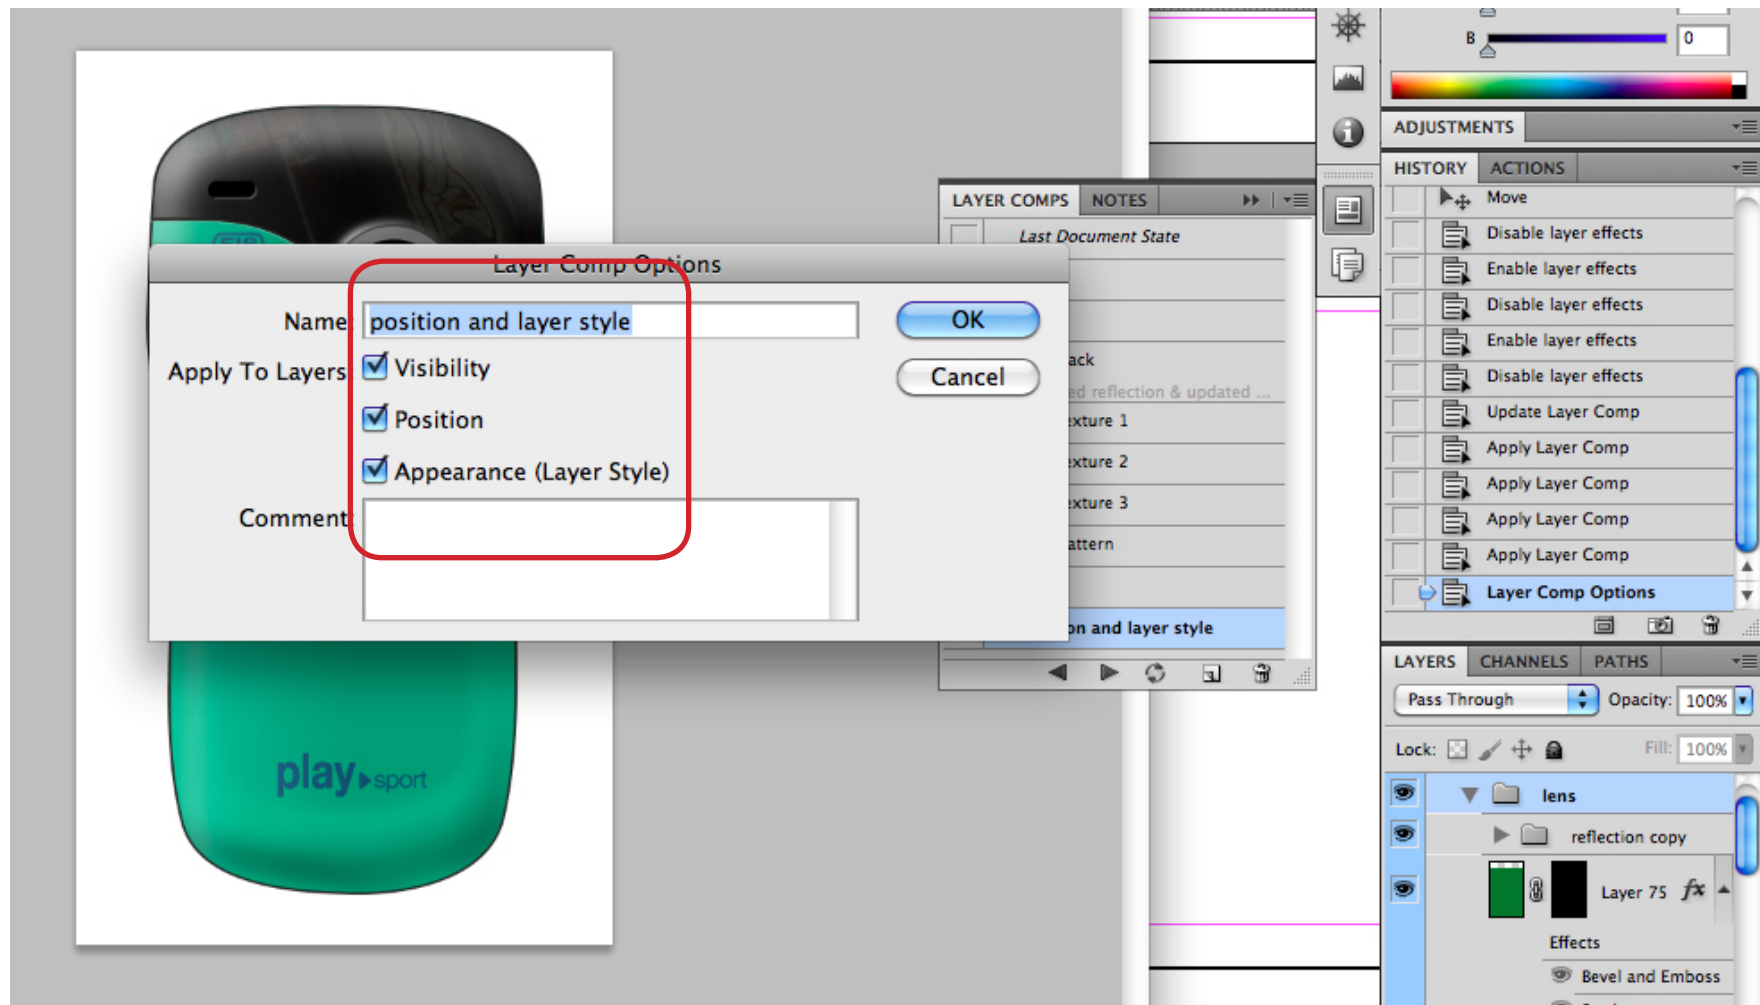 B 0
ADJUSTMENTS
HISTORY ACTIONS
Move
Disable layer effects
Enable layer effects
Disable layer effects
Enable layer effects
Disable layer effects
Update Layer Comp
Apply Layer Comp
Apply Layer Comp
Apply Layer Comp
Apply Layer Comp
Layer Comp Options
LAYER COMPS NOTES
Last Document State
ack
ed reflection & updated ...
exture 1
exture 2
exture 3
attern
on and layer style
Layer Comp Options
Name: position and layer style
Apply To Layers: Visibility
Position
Appearance (Layer Style)
Comment:
OK
Cancel
play sport
LAYERS CHANNELS PATHS
Pass Through Opacity: 100%
Lock: Fill: 100%
lens
reflection copy
Layer 75 fx
Effects
Bevel and Emboss